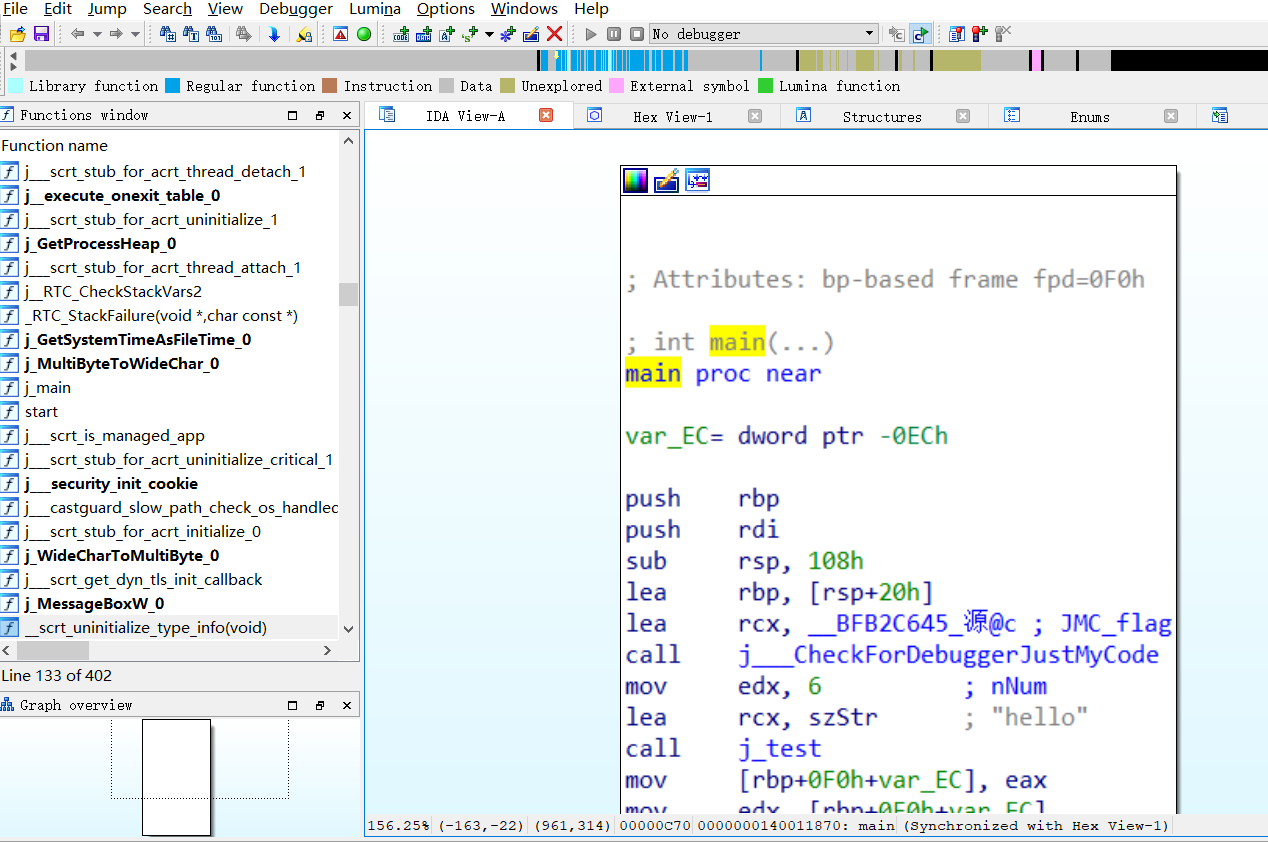 File Edit Jump Search View Debugger Lumina Options Windows Help
No debugger
Library function Regular function Instruction Data Unexplored External symbol Lumina function
Functions window
IDA View-A Hex View-1 Structures Enums
Function name
j___scrt_stub_for_acrt_thread_detach_1
j__execute_onexit_table_0
j___scrt_stub_for_acrt_uninitialize_1
j_GetProcessHeap_0
j___scrt_stub_for_acrt_thread_attach_1
j__RTC_CheckStackVars2
_RTC_StackFailure(void *,char const *)
j_GetSystemTimeAsFileTime_0
j_MultiByteToWideChar_0
j_main
start
j___scrt_is_managed_app
j___scrt_stub_for_acrt_uninitialize_critical_1
j___security_init_cookie
j___castguard_slow_path_check_os_handled
j___scrt_stub_for_acrt_initialize_0
j_WideCharToMultiByte_0
j___scrt_get_dyn_tls_init_callback
j_MessageBoxW_0
__scrt_uninitialize_type_info(void)
Line 133 of 402
Graph overview
; Attributes: bp-based frame fpd=0F0h
; int main(...)
main proc near
var_EC= dword ptr -0ECh
push rbp
push rdi
sub rsp, 108h
lea rbp, [rsp+20h]
lea rcx, __BFB2C645_源@c ; JMC_flag
call j___CheckForDebuggerJustMyCode
mov edx, 6 ; nNum
lea rcx, szStr ; "hello"
call j_test
mov [rbp+0F0h+var_EC], eax
mov edx, [rbp+0F0h+var_EC]
156.25% (-163,-22) (961,314) 00000C70 0000000140011870: main (Synchronized with Hex View-1)